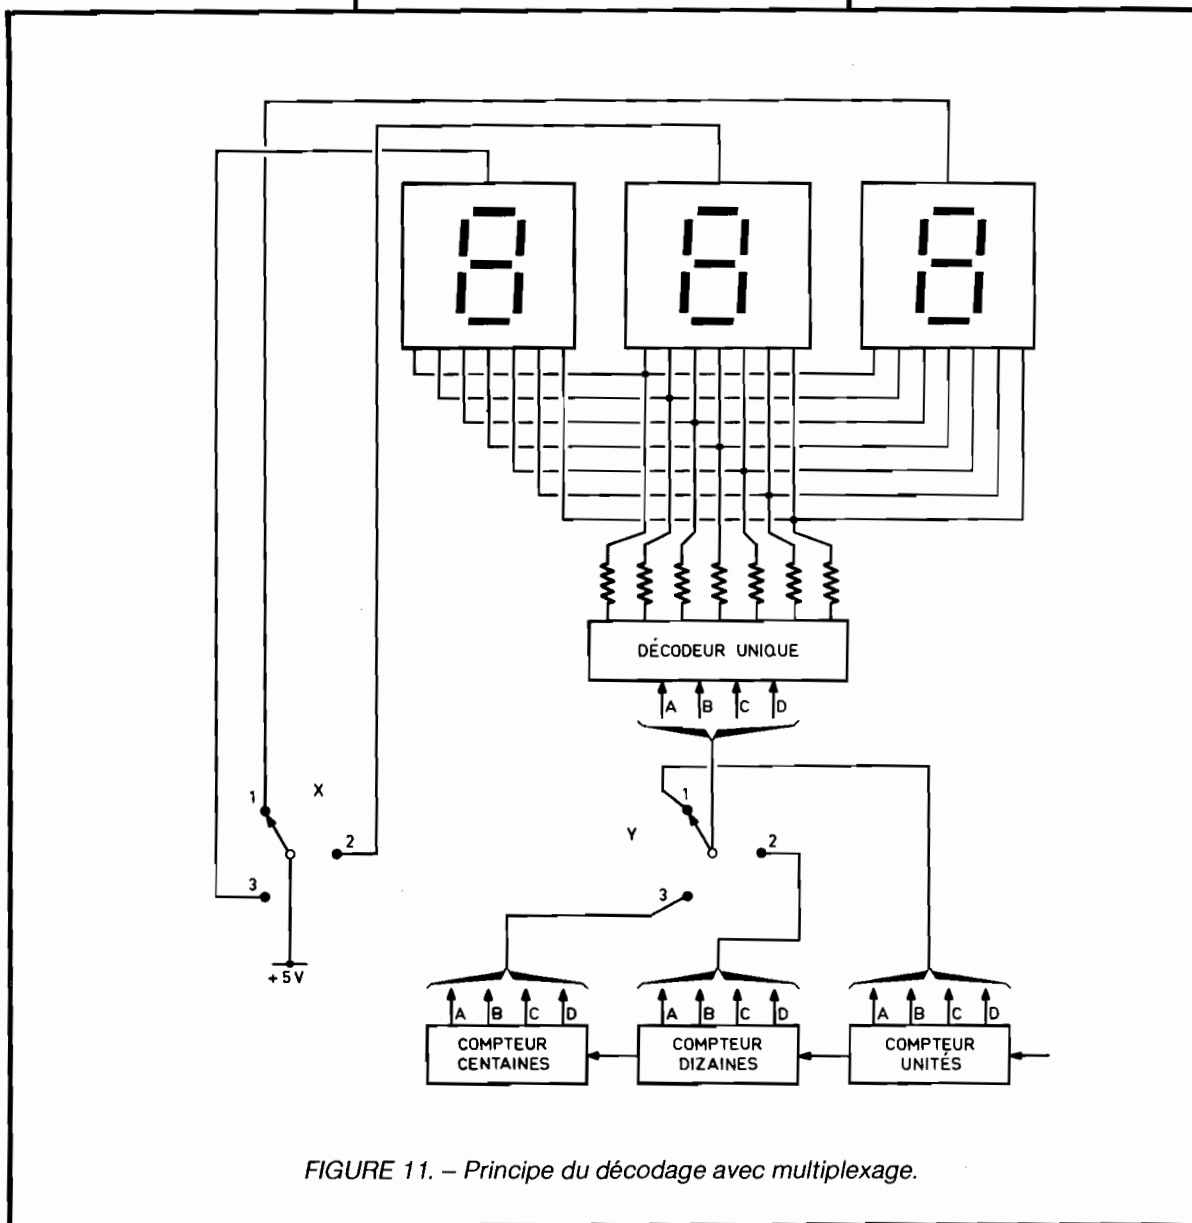 DÉCODEUR UNIQUE
A B C D
1 X
2
3
+5V
1
Y
2
3
A B C D
A B C D
A B C D
COMPTEUR
CENTAINES
COMPTEUR
DIZAINES
COMPTEUR
UNITÉS
FIGURE 11. – Principe du décodage avec multiplexage.